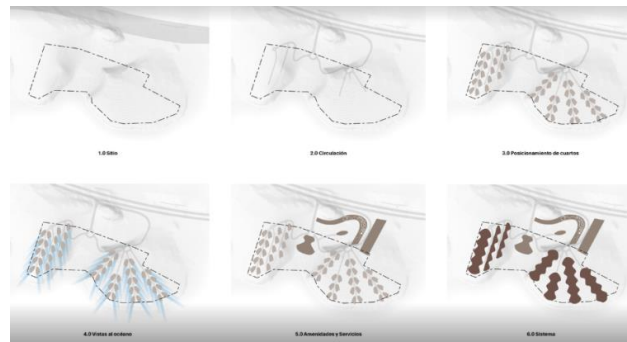 1.0 Sitio
2.0 Circulación
3.0 Posicionamiento de cuartos
4.0 Vistas al océano
5.0 Amenidades y Servicios
6.0 Sistema